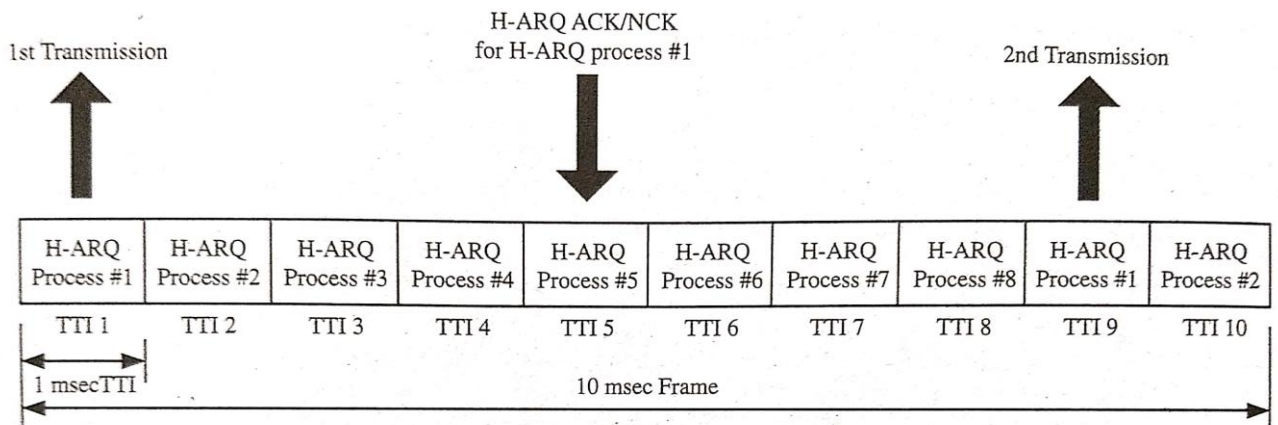 H-ARQ ACK/NCK
for H-ARQ process #1
1st Transmission
2nd Transmission
H-ARQ Process #1
H-ARQ Process #2
H-ARQ Process #3
H-ARQ Process #4
H-ARQ Process #5
H-ARQ Process #6
H-ARQ Process #7
H-ARQ Process #8
H-ARQ Process #1
H-ARQ Process #2
TTI 1
TTI 2
TTI 3
TTI 4
TTI 5
TTI 6
TTI 7
TTI 8
TTI 9
TTI 10
1 msecTTI
10 msec Frame